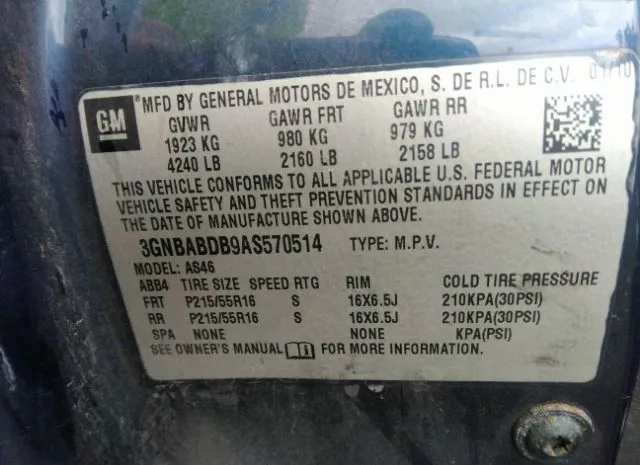 GM
MFD BY GENERAL MOTORS DE MEXICO, S. DE R.L. DE C.V. 01/10
GVWR GAWR FRT GAWR RR
1923 KG 980 KG 979 KG
4240 LB 2160 LB 2158 LB
THIS VEHICLE CONFORMS TO ALL APPLICABLE U.S. FEDERAL MOTOR
VEHICLE SAFETY AND THEFT PREVENTION STANDARDS IN EFFECT ON
THE DATE OF MANUFACTURE SHOWN ABOVE.
3GNBABDB9AS570514 TYPE: M.P.V.
MODEL: AS46
ABB4 TIRE SIZE SPEED RTG RIM COLD TIRE PRESSURE
FRT P215/55R16 S 16X6.5J 210KPA(30PSI)
RR P215/55R16 S 16X6.5J 210KPA(30PSI)
SPA NONE NONE KPA(PSI)
SEE OWNER'S MANUAL FOR MORE INFORMATION.